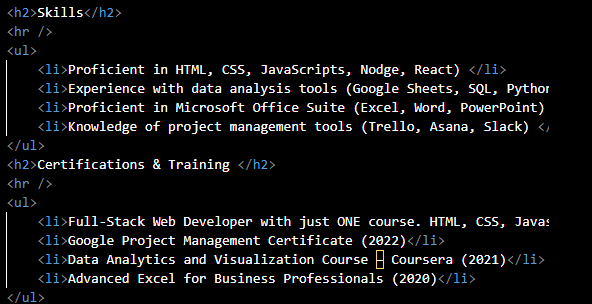 <h2>Skills</h2>
<hr />
<ul>
<li>Proficient in HTML, CSS, JavaScripts, Nodge, React) </li>
<li>Experience with data analysis tools (Google Sheets, SQL, Python
<li>Proficient in Microsoft Office Suite (Excel, Word, PowerPoint)
<li>Knowledge of project management tools (Trello, Asana, Slack) </
</ul>
<h2>Certifications & Training </h2>
<hr />
<ul>
<li>Full-Stack Web Developer with just ONE course. HTML, CSS, Javas
<li>Google Project Management Certificate (2022)</li>
<li>Data Analytics and Visualization Course – Coursera (2021)</li>
<li>Advanced Excel for Business Professionals (2020)</li>
</ul>